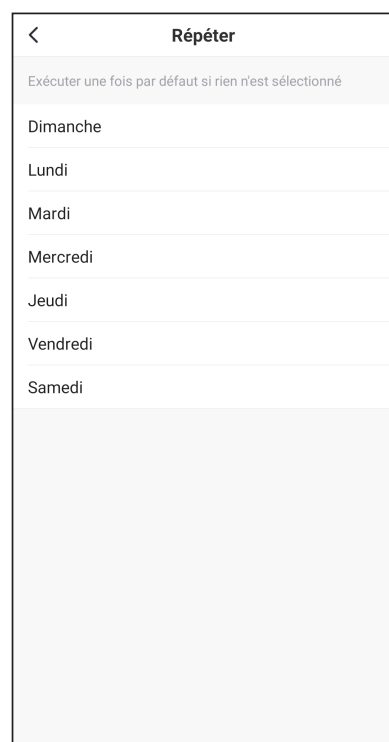 Répéter
Exécuter une fois par défaut si rien n'est sélectionné
Dimanche
Lundi
Mardi
Mercredi
Jeudi
Vendredi
Samedi